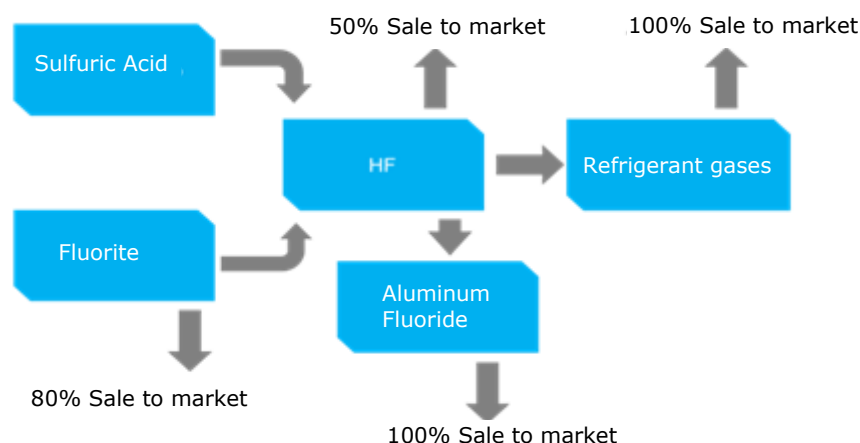 50% Sale to market
100% Sale to market
Sulfuric Acid
HF
Refrigerant gases
Fluorite
Aluminum
Fluoride
80% Sale to market
100% Sale to market